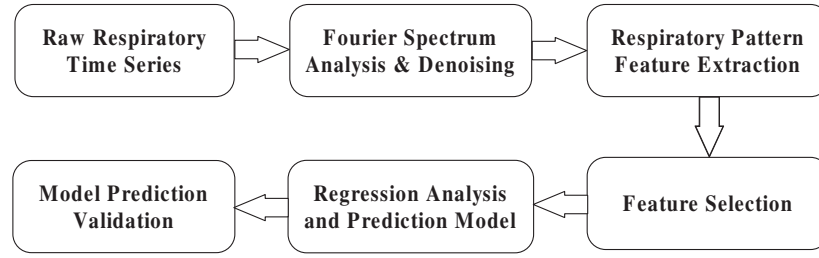 Raw Respiratory
Time Series
Fourier Spectrum
Analysis & Denoising
Respiratory Pattern
Feature Extraction
Feature Selection
Regression Analysis
and Prediction Model
Model Prediction
Validation